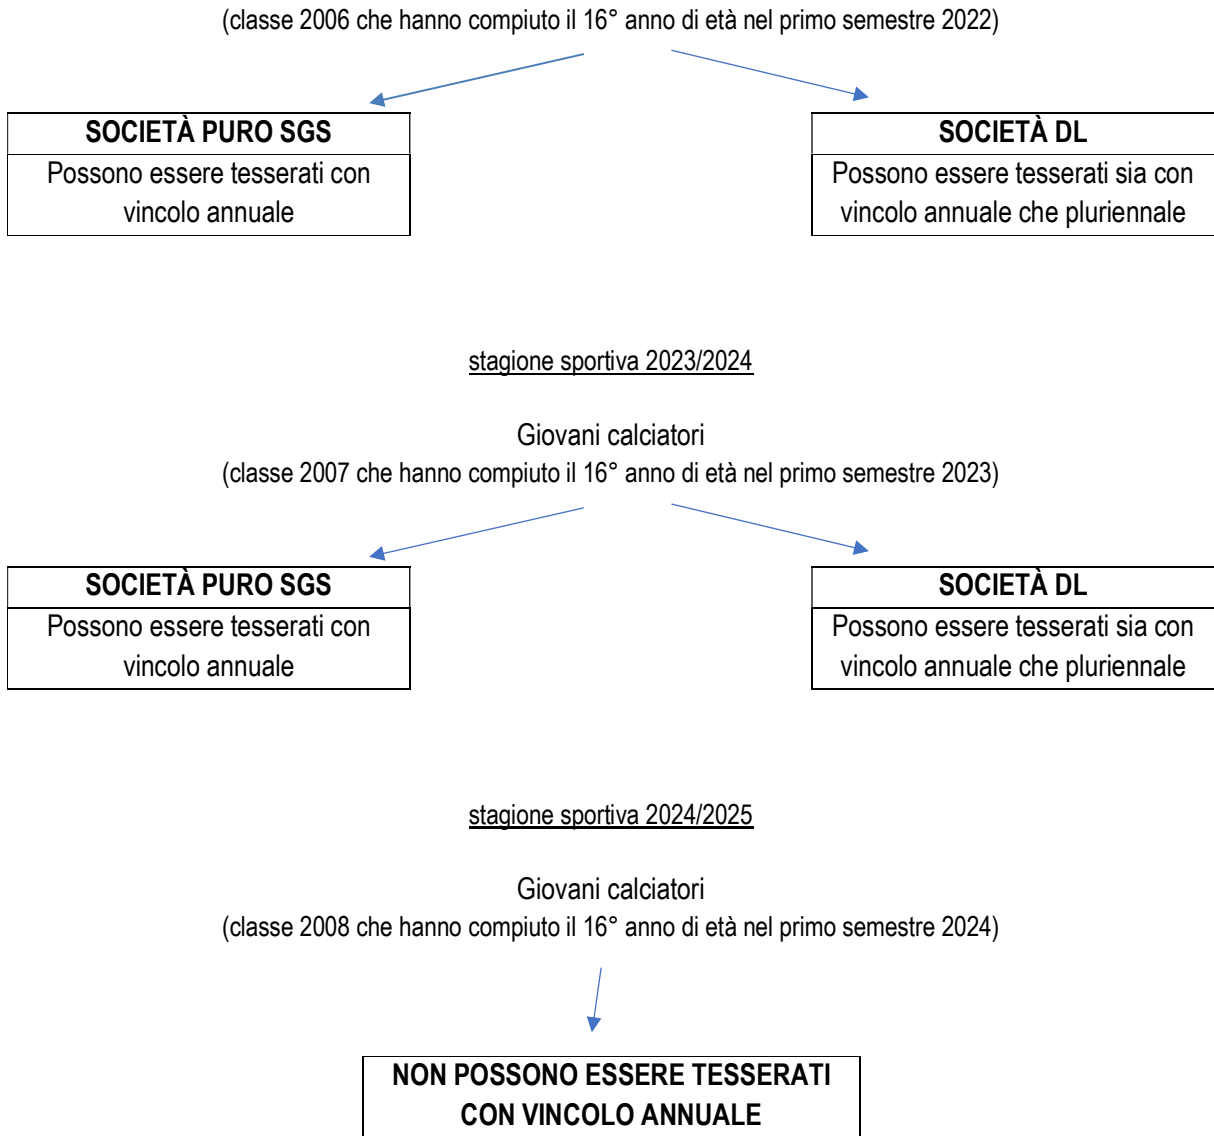 (classe 2006 che hanno compiuto il 16° anno di età nel primo semestre 2022)
SOCIETÀ PURO SGS
Possono essere tesserati con
vincolo annuale
SOCIETÀ DL
Possono essere tesserati sia con
vincolo annuale che pluriennale
stagione sportiva 2023/2024
Giovani calciatori
(classe 2007 che hanno compiuto il 16° anno di età nel primo semestre 2023)
SOCIETÀ PURO SGS
Possono essere tesserati con
vincolo annuale
SOCIETÀ DL
Possono essere tesserati sia con
vincolo annuale che pluriennale
stagione sportiva 2024/2025
Giovani calciatori
(classe 2008 che hanno compiuto il 16° anno di età nel primo semestre 2024)
NON POSSONO ESSERE TESSERATI
CON VINCOLO ANNUALE